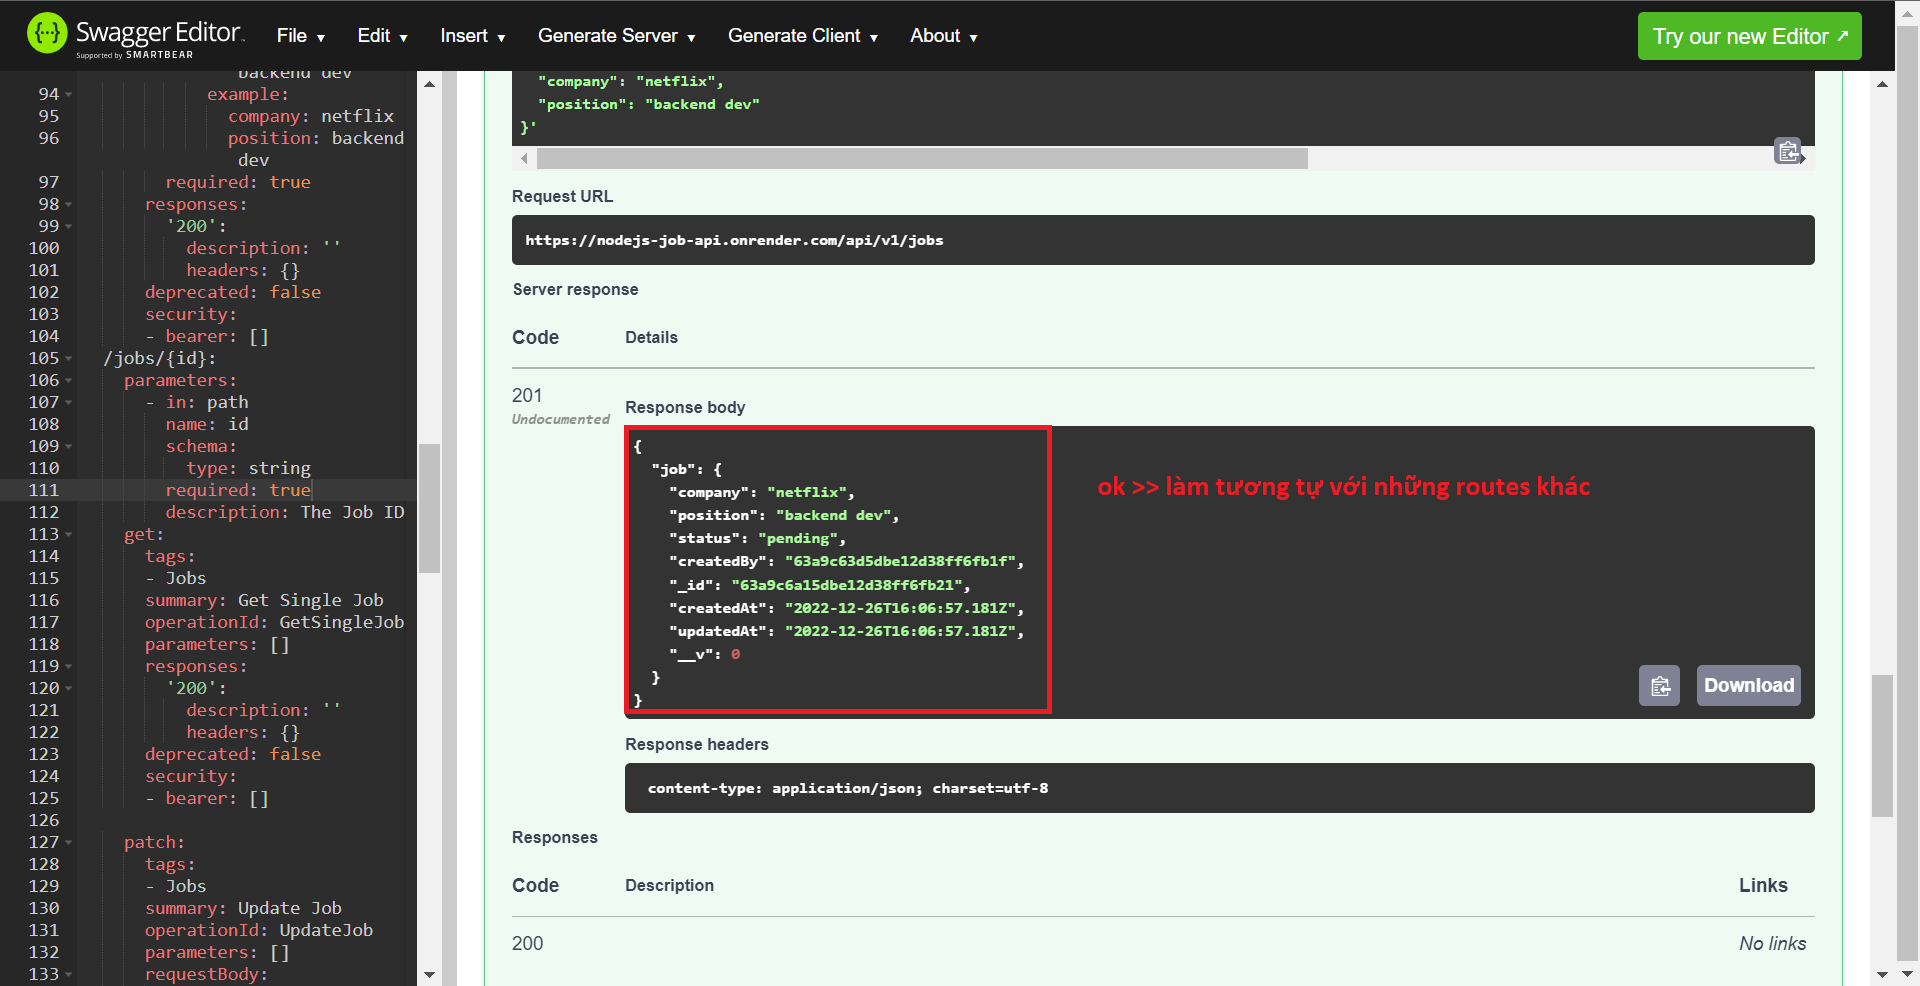 Swagger Editor
Supported by SMARTBEAR
File ▾
Edit ▾
Insert ▾
Generate Server ▾
Generate Client ▾
About ▾
Try our new Editor ↗
backend dev
94 example:
95 company: netflix
96 position: backend
dev
97 required: true
98 responses:
99 '200':
100 description: ''
101 headers: {}
102 deprecated: false
103 security:
104 - bearer: []
105 /jobs/{id}:
106 parameters:
107 - in: path
108 name: id
109 schema:
110 type: string
111 required: true
112 description: The Job ID
113 get:
114 tags:
115 - Jobs
116 summary: Get Single Job
117 operationId: GetSingleJob
118 parameters: []
119 responses:
120 '200':
121 description: ''
122 headers: {}
123 deprecated: false
124 security:
125 - bearer: []
126
127 patch:
128 tags:
129 - Jobs
130 summary: Update Job
131 operationId: UpdateJob
132 parameters: []
133 requestBody:
"company": "netflix",
"position": "backend dev"
}'
Request URL
https://nodejs-job-api.onrender.com/api/v1/jobs
Server response
Code Details
201
Undocumented
Response body
{
"job": {
"company": "netflix",
"position": "backend dev",
"status": "pending",
"createdBy": "63a9c63d5dbe12d38ff6fb1f",
"_id": "63a9c6a15dbe12d38ff6fb21",
"createdAt": "2022-12-26T16:06:57.181Z",
"updatedAt": "2022-12-26T16:06:57.181Z",
"__v": 0
}
}
ok >> làm tương tự với những routes khác
Download
Response headers
content-type: application/json; charset=utf-8
Responses
Code Description Links
200 No links